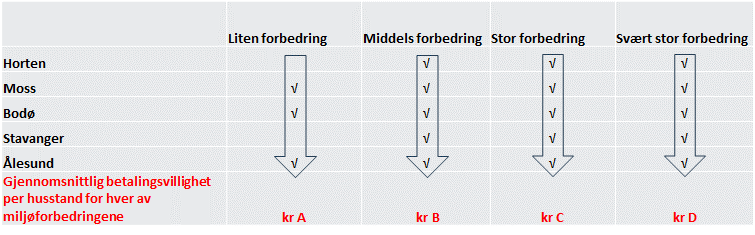 Liten forbedring Middels forbedring Stor forbedring Svært stor forbedring
Horten √ √ √
Moss √ √ √ √
Bodø √ √ √ √
Stavanger √ √ √
Ålesund √ √ √ √
Gjennomsnittlig betalingsvillighet
per husstand for hver av
miljøforbedringene kr A kr B kr C kr D